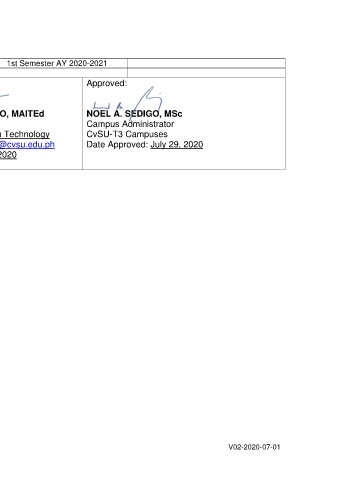 1st Semester AY 2020-2021
Approved:
O, MAITEd
NOEL A. SEDIGO, MSc
Campus Administrator
n Technology
CvSU-T3 Campuses
@cvsu.edu.ph
Date Approved: July 29, 2020
2020
V02-2020-07-01